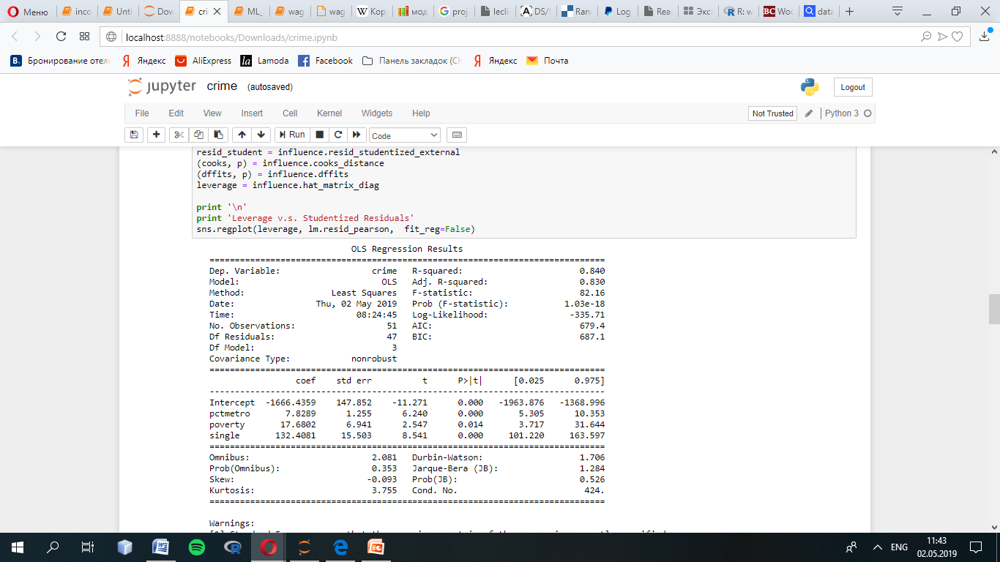 Меню inco Unti Dow cri ML_ wag wag Кор мод proj lecli DS/ Ran Log Rea Экс R: w Woo data
localhost:8888/notebooks/Downloads/crime.ipynb
Бронирование отеле Яндекс AliExpress Lamoda Facebook Панель закладок (Ch Яндекс Почта
jupyter crime (autosaved) Logout
File Edit View Insert Cell Kernel Widgets Help Not Trusted Python 3
Run Code
resid_student = influence.resid_studentized_external
(cooks, p) = influence.cooks_distance
(dffits, p) = influence.dffits
leverage = influence.hat_matrix_diag
print '\n'
print 'Leverage v.s. Studentized Residuals'
sns.regplot(leverage, lm.resid_pearson,  fit_reg=False)
OLS Regression Results
==============================================================================
Dep. Variable: crime R-squared: 0.840
Model: OLS Adj. R-squared: 0.830
Method: Least Squares F-statistic: 82.16
Date: Thu, 02 May 2019 Prob (F-statistic): 1.03e-18
Time: 08:24:45 Log-Likelihood: -335.71
No. Observations: 51 AIC: 679.4
Df Residuals: 47 BIC: 687.1
Df Model: 3
Covariance Type: nonrobust
==============================================================================
coef std err t P>|t| [0.025 0.975]
------------------------------------------------------------------------------
Intercept -1666.4359 147.852 -11.271 0.000 -1963.876 -1368.996
pctmetro 7.8289 1.255 6.240 0.000 5.305 10.353
poverty 17.6802 6.941 2.547 0.014 3.717 31.644
single 132.4081 15.503 8.541 0.000 101.220 163.597
==============================================================================
Omnibus: 2.081 Durbin-Watson: 1.706
Prob(Omnibus): 0.353 Jarque-Bera (JB): 1.284
Skew: -0.093 Prob(JB): 0.526
Kurtosis: 3.755 Cond. No. 424.
==============================================================================
Warnings:
ENG 11:43
02.05.2019